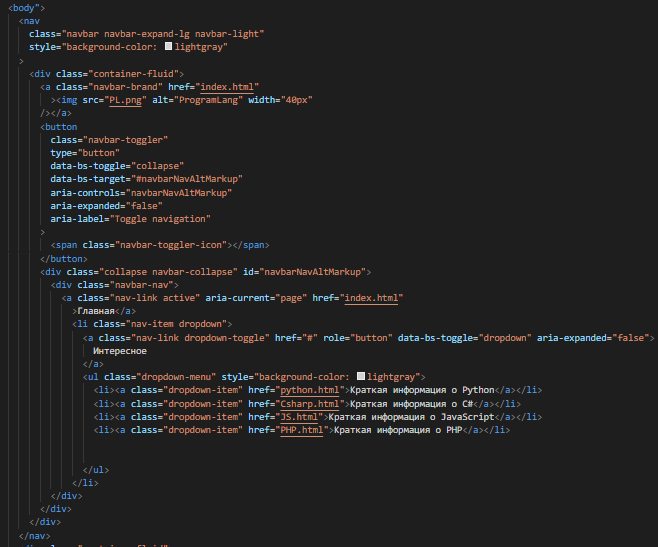 <body">
<nav
class="navbar navbar-expand-lg navbar-light"
style="background-color: lightgray"
>
<div class="container-fluid">
<a class="navbar-brand" href="index.html"
><img src="PL.png" alt="ProgramLang" width="40px"
/></a>
<button
class="navbar-toggler"
type="button"
data-bs-toggle="collapse"
data-bs-target="#navbarNavAltMarkup"
aria-controls="navbarNavAltMarkup"
aria-expanded="false"
aria-label="Toggle navigation"
>
<span class="navbar-toggler-icon"></span>
</button>
<div class="collapse navbar-collapse" id="navbarNavAltMarkup">
<div class="navbar-nav">
<a class="nav-link active" aria-current="page" href="index.html"
>Главная</a>
<li class="nav-item dropdown">
<a class="nav-link dropdown-toggle" href="#" role="button" data-bs-toggle="dropdown" aria-expanded="false">
Интересное
</a>
<ul class="dropdown-menu" style="background-color: lightgray">
<li><a class="dropdown-item" href="python.html">Краткая информация о Python</a></li>
<li><a class="dropdown-item" href="Csharp.html">Краткая информация о C#</a></li>
<li><a class="dropdown-item" href="JS.html">Краткая информация о JavaScript</a></li>
<li><a class="dropdown-item" href="PHP.html">Краткая информация о PHP</a></li>
</ul>
</li>
</div>
</div>
</div>
</nav>